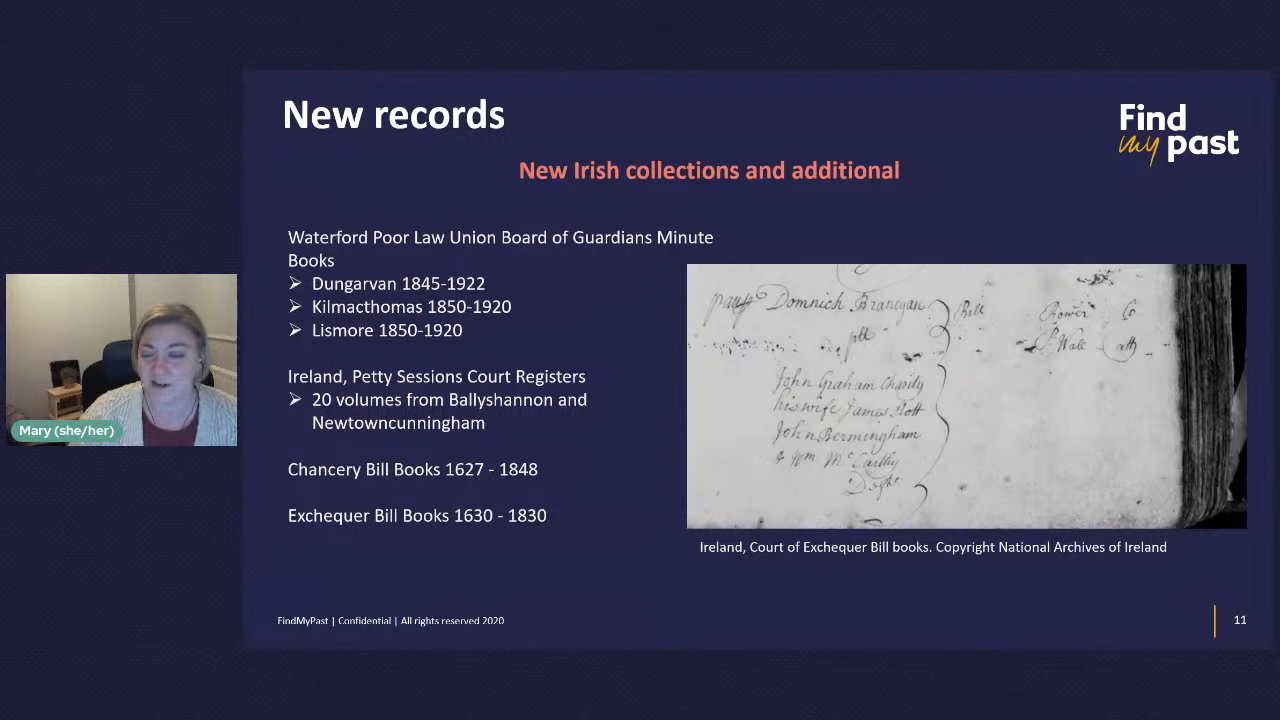 New records
Find
my past
New Irish collections and additional
Waterford Poor Law Union Board of Guardians Minute
Books
➢ Dungarvan 1845-1922
➢ Kilmacthomas 1850-1920
➢ Lismore 1850-1920
Ireland, Petty Sessions Court Registers
➢ 20 volumes from Ballyshannon and
Newtowncunningham
Chancery Bill Books 1627 - 1848
Exchequer Bill Books 1630 - 1830
Domnick Branegan Bill
John Graham Charity
his wife James
John Bermingham
& Wm McCarthy
Ireland, Court of Exchequer Bill books. Copyright National Archives of Ireland
Mary (she/her)
FindMyPast | Confidential | All rights reserved 2020
11